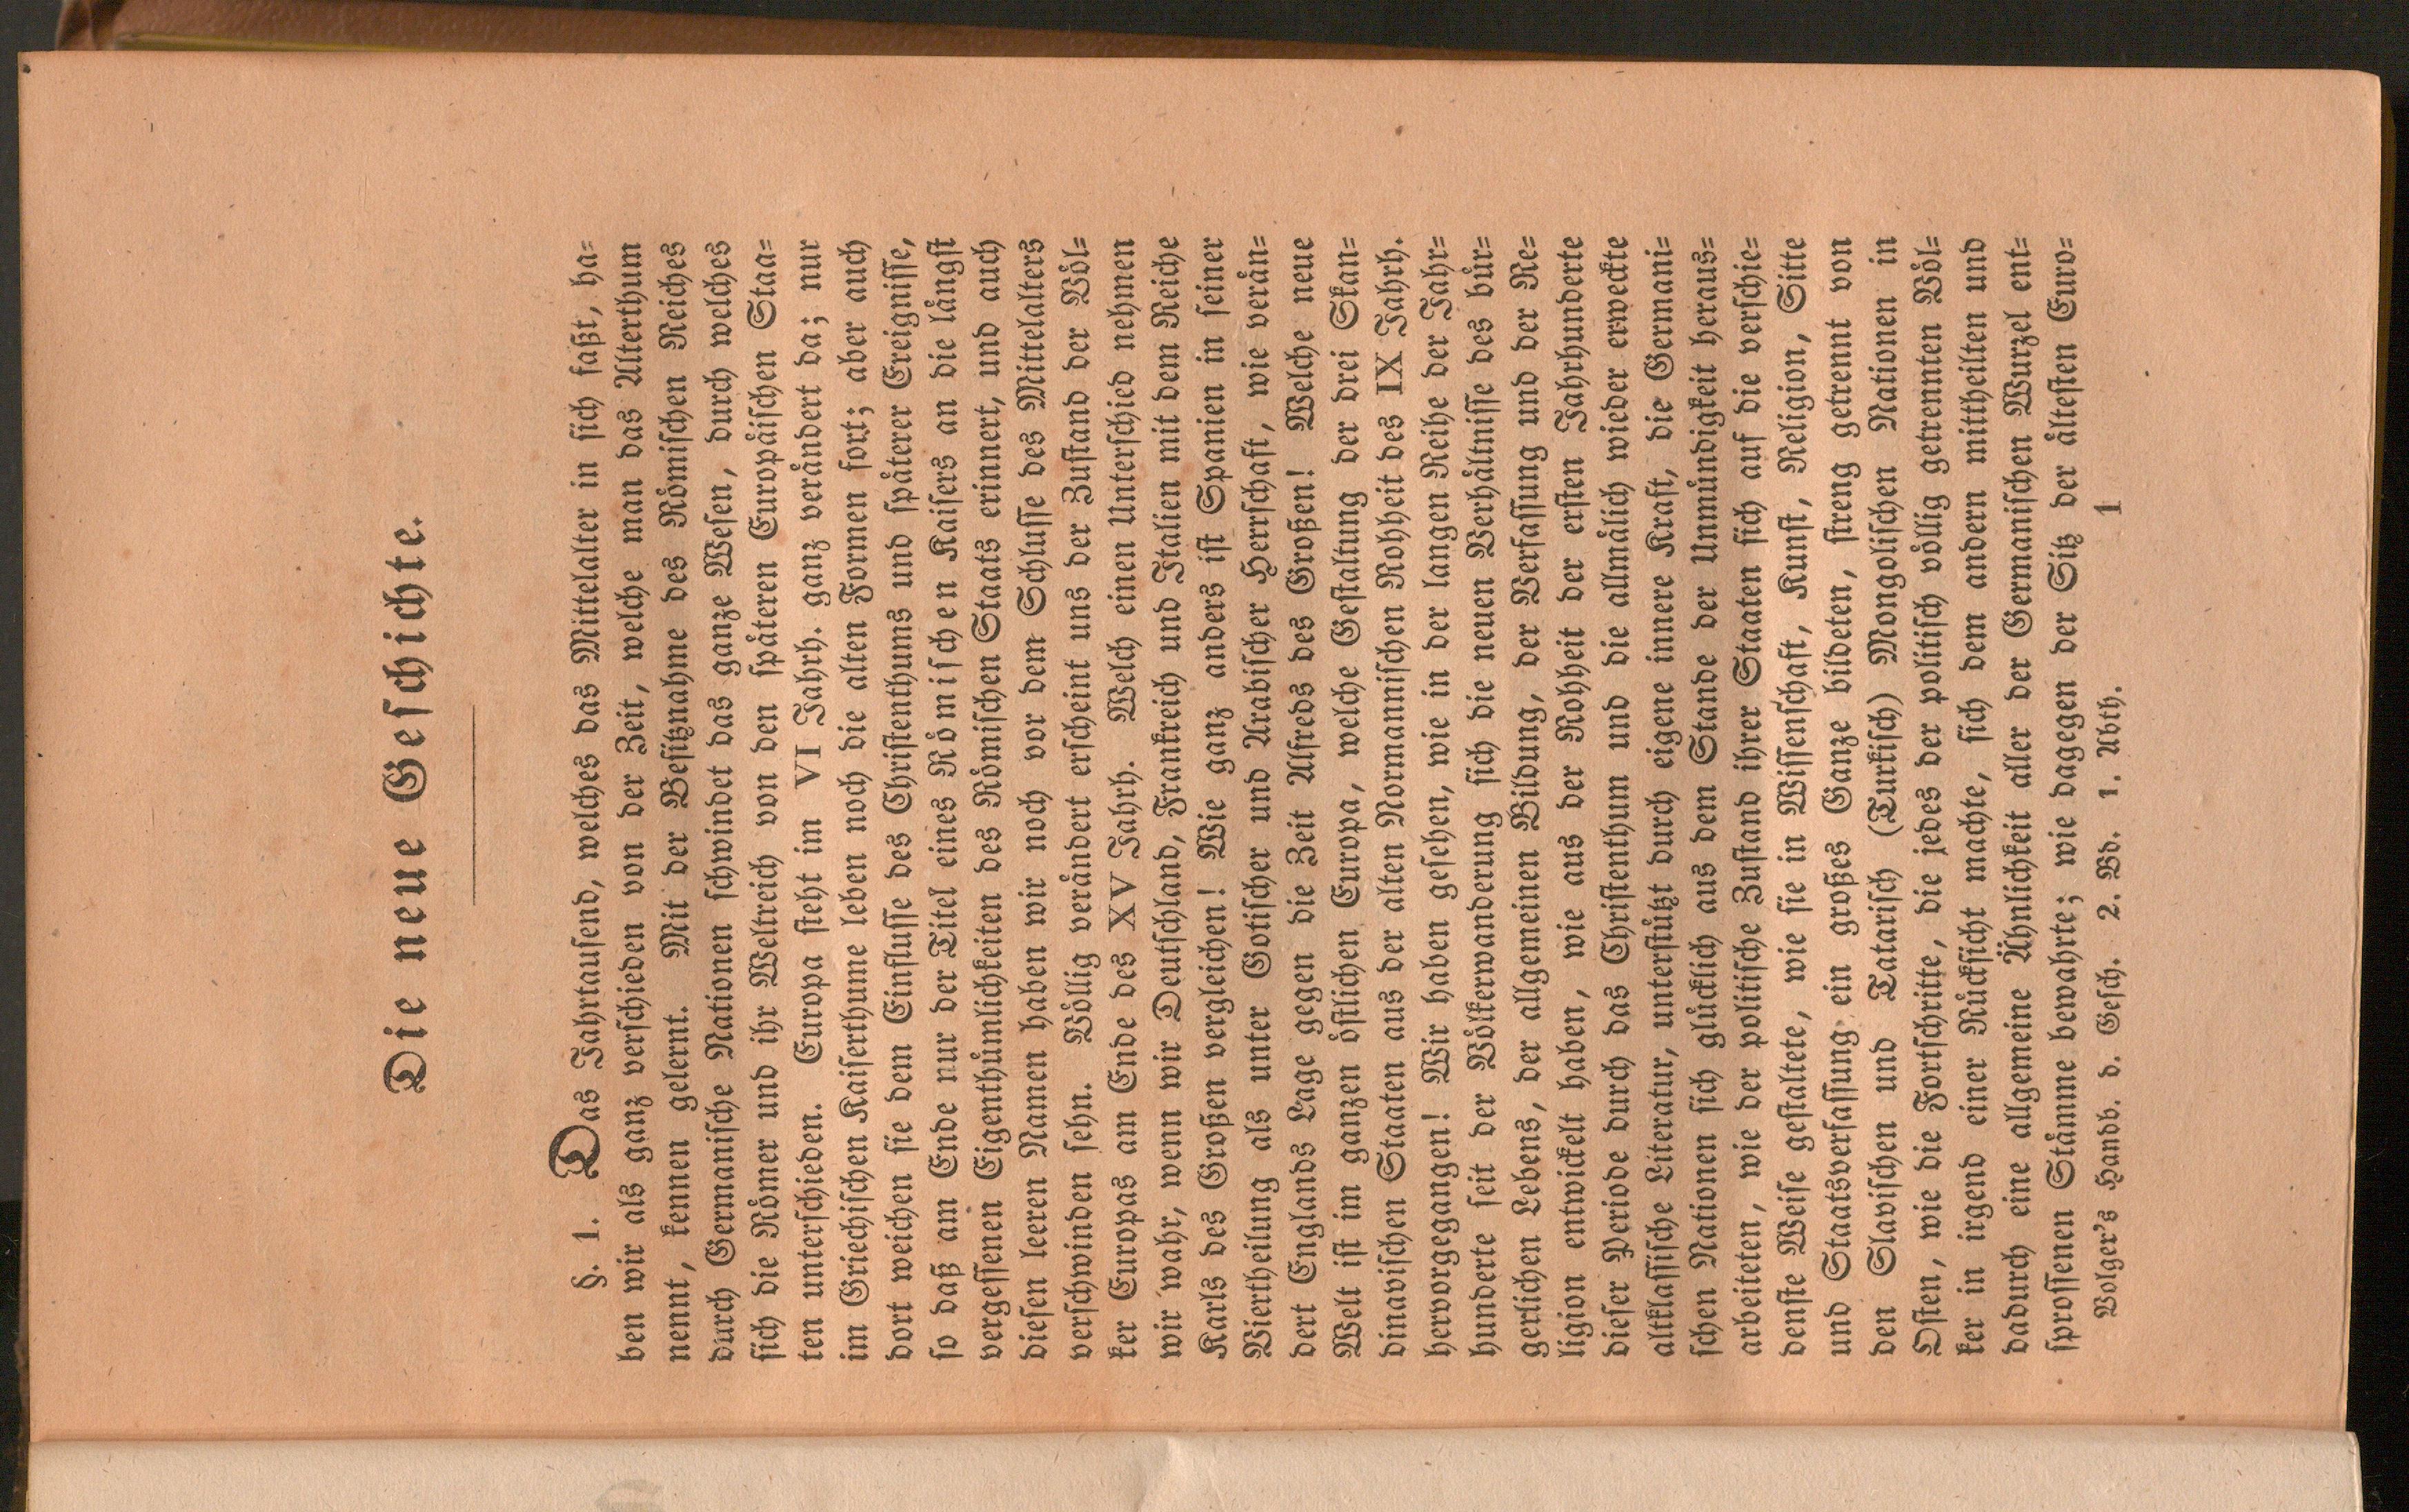 Die neue Geschichte.
§. 1. Das Jahrtausend, welches das Mittelalter in sich faßt, ha=
ben wir als ganz verschieden von der Zeit, welche man das Alterthum
nennt, kennen gelernt. Mit der Besitznahme des Römischen Reiches
durch Germanische Nationen schwindet das ganze Wesen, durch welches
sich die Römer und ihr Weltreich von den späteren Europäischen Staa=
ten unterschieden. Europa steht im VI Jahrh. ganz verändert da; nur
im Griechischen Kaiserthume leben noch die alten Formen fort; aber auch
dort weichen sie dem Einflusse des Christenthums und späterer Ereignisse,
so daß am Ende nur der Titel eines Römischen Kaisers an die längst
vergessenen Eigenthümlichkeiten des Römischen Staats erinnert, und auch
diesen leeren Namen haben wir noch vor dem Schlusse des Mittelalters
verschwinden sehn. Völlig verändert erscheint uns der Zustand der Völ=
ker Europas am Ende des XV Jahrh. Welch einen Unterschied nehmen
wir wahr, wenn wir Deutschland, Frankreich und Italien mit dem Reiche
Karls des Großen vergleichen! Wie ganz anders ist Spanien in seiner
Viertheilung als unter Gotischer und Arabischer Herrschaft, wie verän=
dert Englands Lage gegen die Zeit Alfreds des Großen! Welche neue
Welt ist im ganzen östlichen Europa, welche Gestaltung der drei Skan=
dinavischen Staaten aus der alten Normannischen Rohheit des IX Jahrh.
hervorgegangen! Wir haben gesehen, wie in der langen Reihe der Jahr=
hunderte seit der Völkerwanderung sich die neuen Verhältnisse des bür=
gerlichen Lebens, der allgemeinen Bildung, der Verfassung und der Re=
ligion entwickelt haben, wie aus der Rohheit der ersten Jahrhunderte
dieser Periode durch das Christenthum und die allmälich wieder erweckte
altklassische Literatur, unterstützt durch eigene innere Kraft, die Germani=
schen Nationen sich glücklich aus dem Stande der Unmündigkeit heraus=
arbeiteten, wie der politische Zustand ihrer Staaten sich auf die verschie=
denste Weise gestaltete, wie sie in Wissenschaft, Kunst, Religion, Sitte
und Staatsverfassung ein großes Ganze bildeten, streng getrennt von
den Slavischen und Tatarisch (Turkisch) Mongolischen Nationen in
Osten, wie die Fortschritte, die jedes der politisch völlig getrennten Völ=
ker in irgend einer Rücksicht machte, sich dem andern mittheilten und
dadurch eine allgemeine Ähnlichkeit aller der Germanischen Wurzel ent=
sprossenen Stämme bewahrte; wie dagegen der Sitz der ältesten Euro=
Volger's Handb. d. Gesch. 2. Bd. 1. Abth. 1